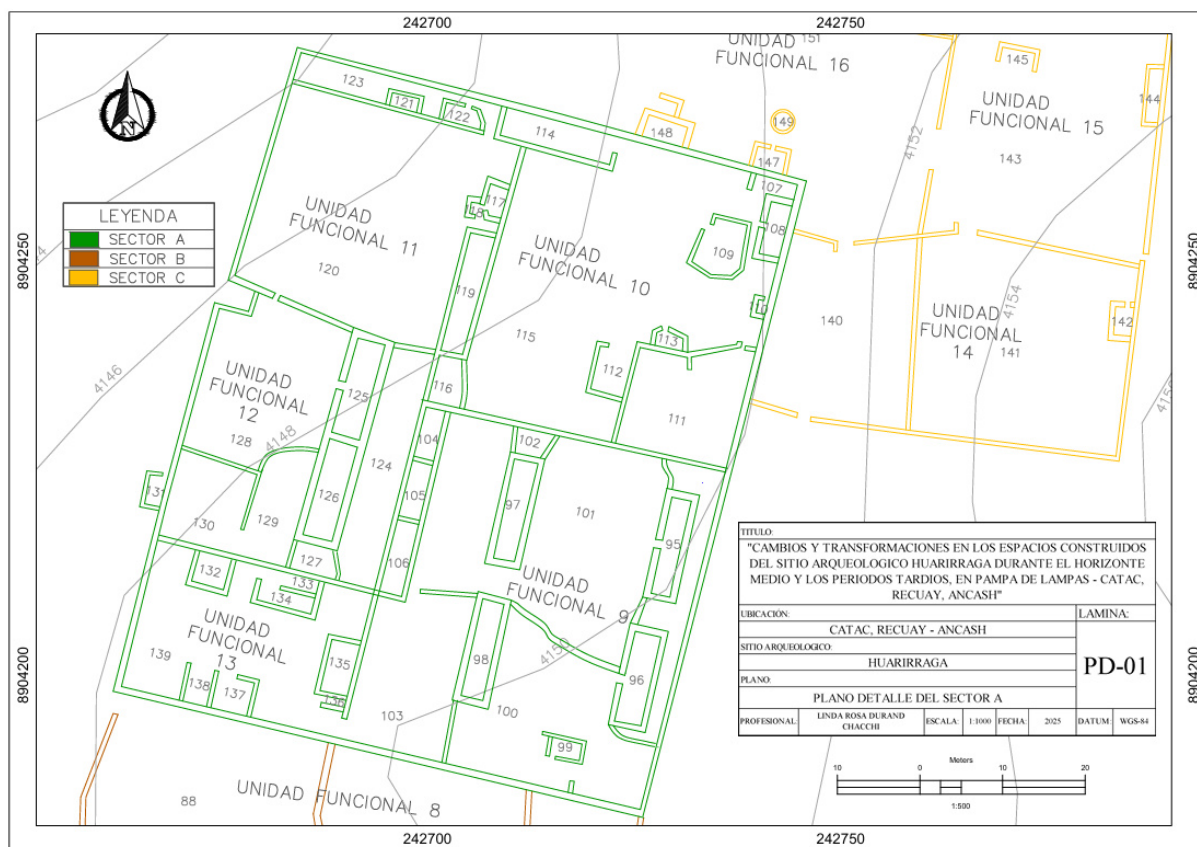 242700
242750
UNIDAD 151
FUNCIONAL 16
145
144
UNIDAD
FUNCIONAL 15
143
149
148
147
4152
123
121
122
114
N
LEYENDA
SECTOR A
SECTOR B
SECTOR C
107
108
117
118
109
UNIDAD
FUNCIONAL 11
120
UNIDAD
FUNCIONAL 10
119
115
110
113
112
111
116
8904250
8904250
140
4154
UNIDAD
FUNCIONAL
14
141
142
4146
UNIDAD
FUNCIONAL
12
128
4148
125
124
126
104
105
106
102
97
101
95
131
130
129
127
UNIDAD
FUNCIONAL 9
132
133
134
UNIDAD
FUNCIONAL
13
135
136
139
138
137
98
4150
96
103
100
99
8904200
8904200
88
UNIDAD FUNCIONAL 8
TITULO:
"CAMBIOS Y TRANSFORMACIONES EN LOS ESPACIOS CONSTRUIDOS
DEL SITIO ARQUEOLOGICO HUARIRRAGA DURANTE EL HORIZONTE
MEDIO Y LOS PERIODOS TARDIOS, EN PAMPA DE LAMPAS - CATAC,
RECUAY, ANCASH"
UBICACIÓN:
CATAC, RECUAY - ANCASH
LAMINA:
PD-01
SITIO ARQUEOLOGICO:
HUARIRRAGA
PLANO:
PLANO DETALLE DEL SECTOR A
PROFESIONAL: LINDA ROSA DURAND CHACCHI ESCALA: 1:1000 FECHA: 2025 DATUM: WGS-84
Meters
10 0 10 20
1:500
242700
242750